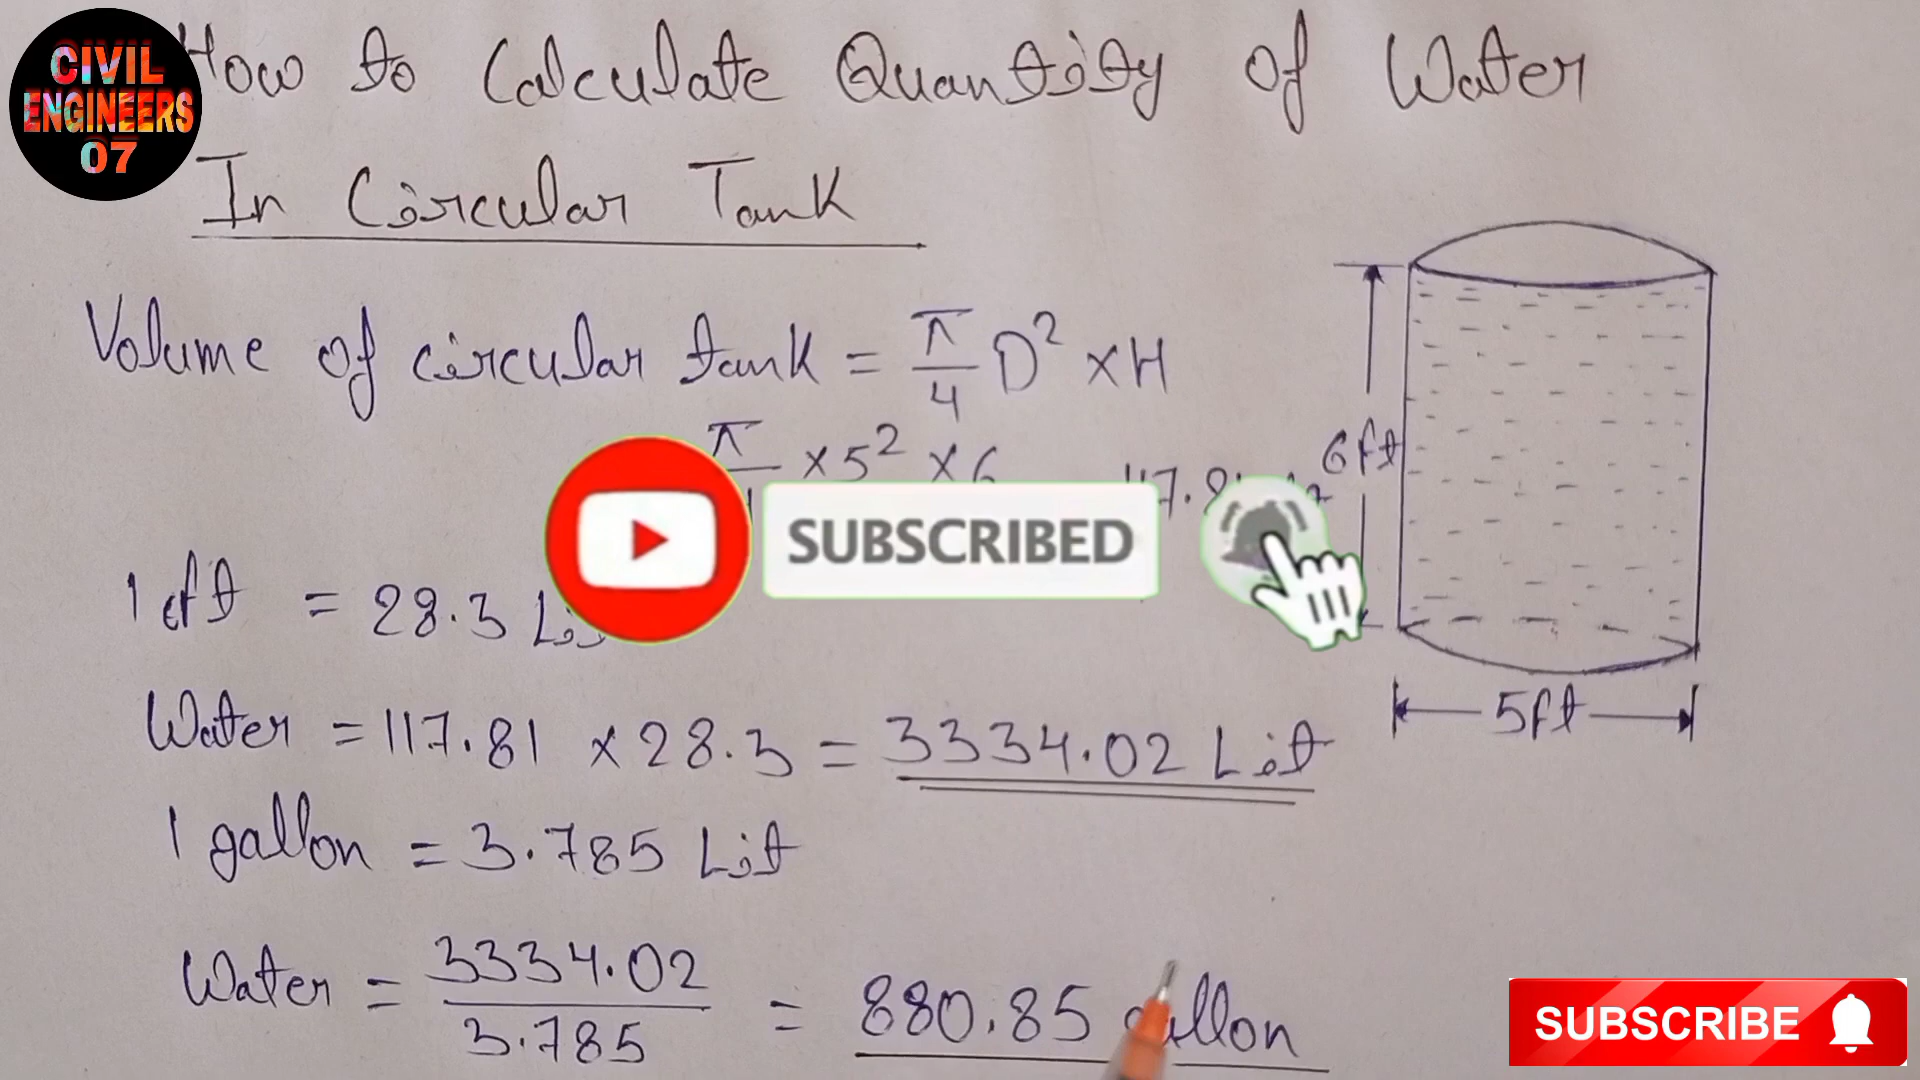 CIVIL
ENGINEERS
07
How to Calculate Quantity Of Water
In Circular Tank
Volume of circular tank = π/4 D² × H
π × 5² × 6
6ft
1 cft = 28.3
SUBSCRIBED
Water = 117.81 × 28.3 = 3334.02 Lit
5ft
1 gallon = 3.785 Lit
Water = 3334.02 / 3.785 = 880.85 gallon
SUBSCRIBE